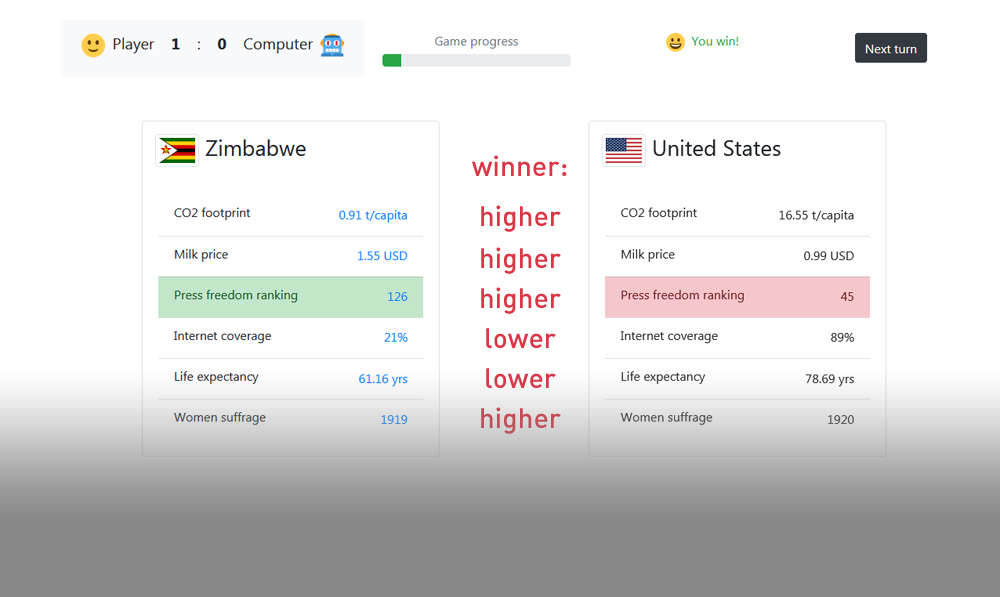 Player 1 : 0 Computer
Game progress
You win!
Next turn
Zimbabwe
CO2 footprint 0.91 t/capita
Milk price 1.55 USD
Press freedom ranking 126
Internet coverage 21%
Life expectancy 61.16 yrs
Women suffrage 1919
winner:
higher
higher
higher
lower
lower
higher
United States
CO2 footprint 16.55 t/capita
Milk price 0.99 USD
Press freedom ranking 45
Internet coverage 89%
Life expectancy 78.69 yrs
Women suffrage 1920